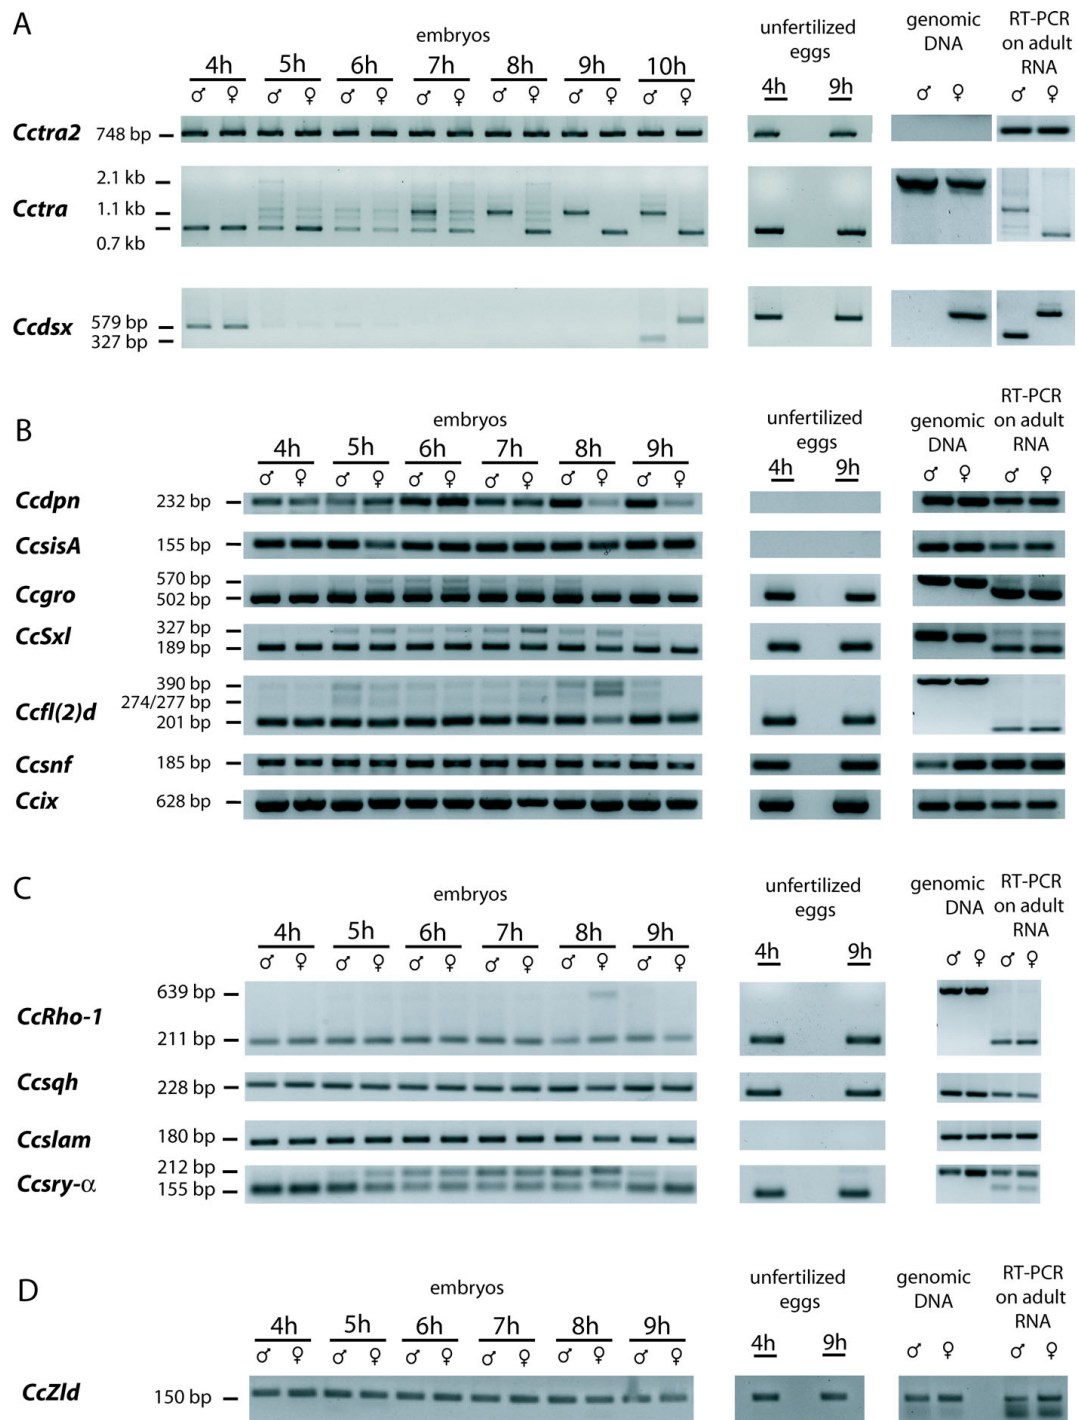 A
embryos
unfertilized
eggs
genomic
DNA
RT-PCR
on adult
RNA
4h 5h 6h 7h 8h 9h 10h
4h 9h
♂ ♀ ♂ ♀ ♂ ♀ ♂ ♀ ♂ ♀ ♂ ♀ ♂ ♀
♂ ♀
♂ ♀
Cctra2 748 bp
Cctra
2.1 kb
1.1 kb
0.7 kb
Ccdsx
579 bp
327 bp
B
embryos
unfertilized
eggs
genomic
DNA
RT-PCR
on adult
RNA
4h 5h 6h 7h 8h 9h
4h 9h
♂ ♀ ♂ ♀ ♂ ♀ ♂ ♀ ♂ ♀ ♂ ♀
♂ ♀ ♂ ♀
Ccdpn 232 bp
CcsisA 155 bp
Ccgro
570 bp
502 bp
CcSxl
327 bp
189 bp
Ccfl(2)d
390 bp
274/277 bp
201 bp
Ccsnf 185 bp
Ccix 628 bp
C
embryos
unfertilized
eggs
genomic
DNA
RT-PCR
on adult
RNA
4h 5h 6h 7h 8h 9h
4h 9h
♂ ♀ ♂ ♀ ♂ ♀ ♂ ♀ ♂ ♀ ♂ ♀
♂ ♀ ♂ ♀
CcRho-1
639 bp
211 bp
Ccsqh 228 bp
Ccslam 180 bp
Ccsry-α
212 bp
155 bp
D
embryos
unfertilized
eggs
genomic
DNA
RT-PCR
on adult
RNA
4h 5h 6h 7h 8h 9h
4h 9h
♂ ♀ ♂ ♀ ♂ ♀ ♂ ♀ ♂ ♀ ♂ ♀
♂ ♀
♂ ♀
CcZld 150 bp